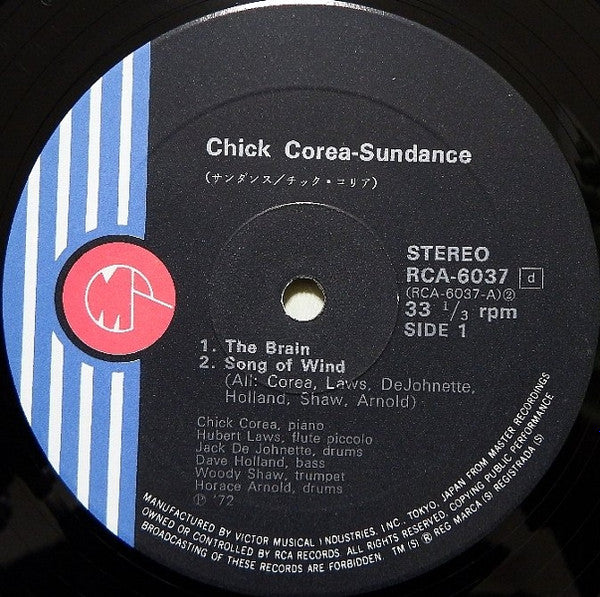 Chick Corea-Sundance
(サンダンス/チック・コリア)
STEREO
RCA-6037 d
(RCA-6037-A)②
33 1/3 rpm
SIDE 1
1. The Brain
2. Song of Wind
(All: Corea, Laws, DeJohnette,
Holland, Shaw, Arnold)
Chick Corea, piano
Hubert Laws, flute piccolo
Jack De Johnette, drums
Dave Holland, bass
Woody Shaw, trumpet
Horace Arnold, drums
℗ '72
MANUFACTURED BY VICTOR MUSICAL INDUSTRIES, INC. TOKYO, JAPAN FROM MASTER RECORDINGS
OWNED OR CONTROLLED BY RCA RECORDS. ALL RIGHTS RESERVED. COPYING PUBLIC PERFORMANCE
BROADCASTING OF THESE RECORDS ARE FORBIDDEN. TM(S) ® REG MARCA(S) REGISTRADA(S)